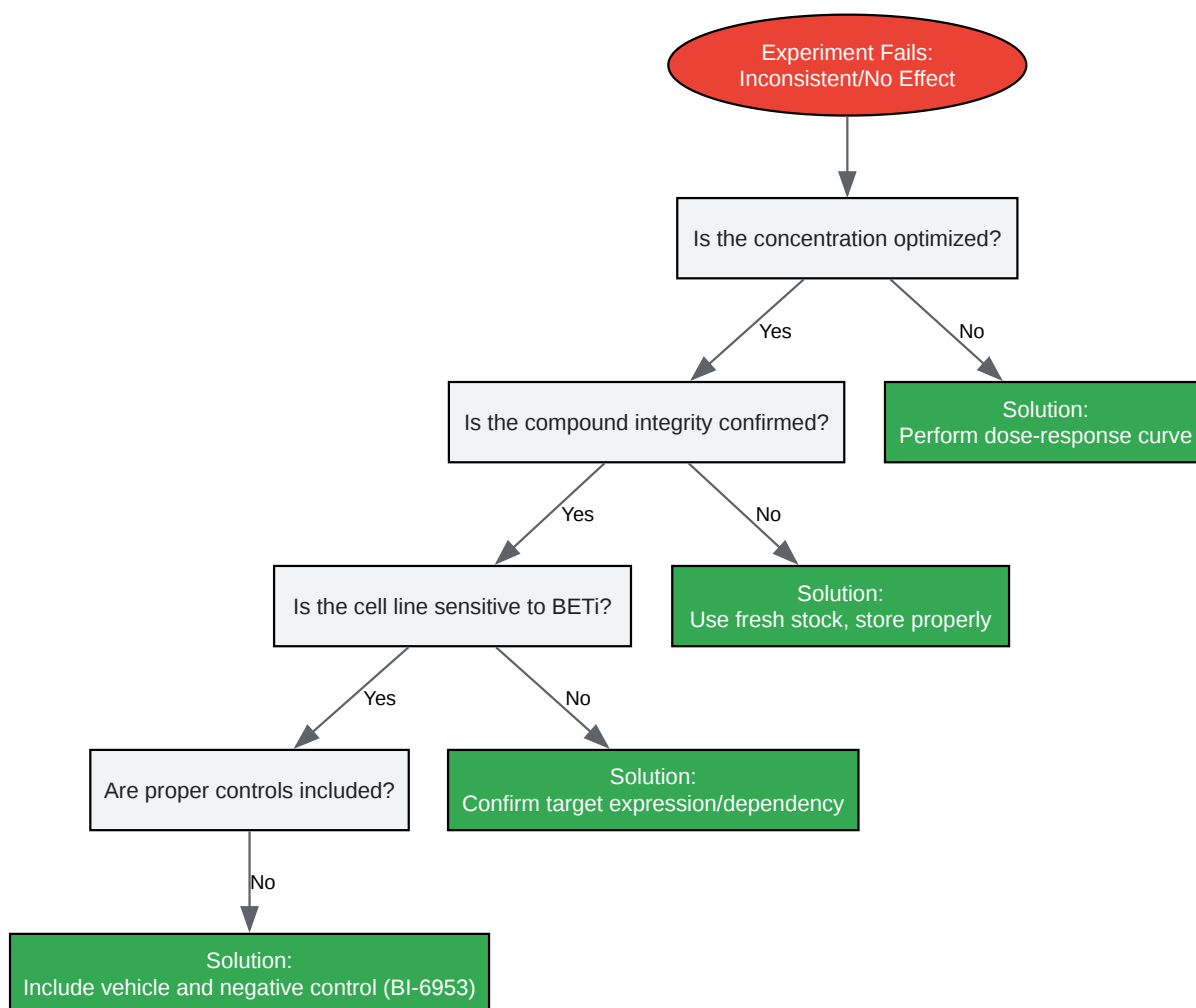 Experiment Fails:
Inconsistent/No Effect
Is the concentration optimized?
Yes
No
Is the compound integrity confirmed?
Solution:
Perform dose-response curve
Yes
No
Is the cell line sensitive to BETi?
Solution:
Use fresh stock, store properly
Yes
No
Are proper controls included?
Solution:
Confirm target expression/dependency
No
Solution:
Include vehicle and negative control (BI-6953)